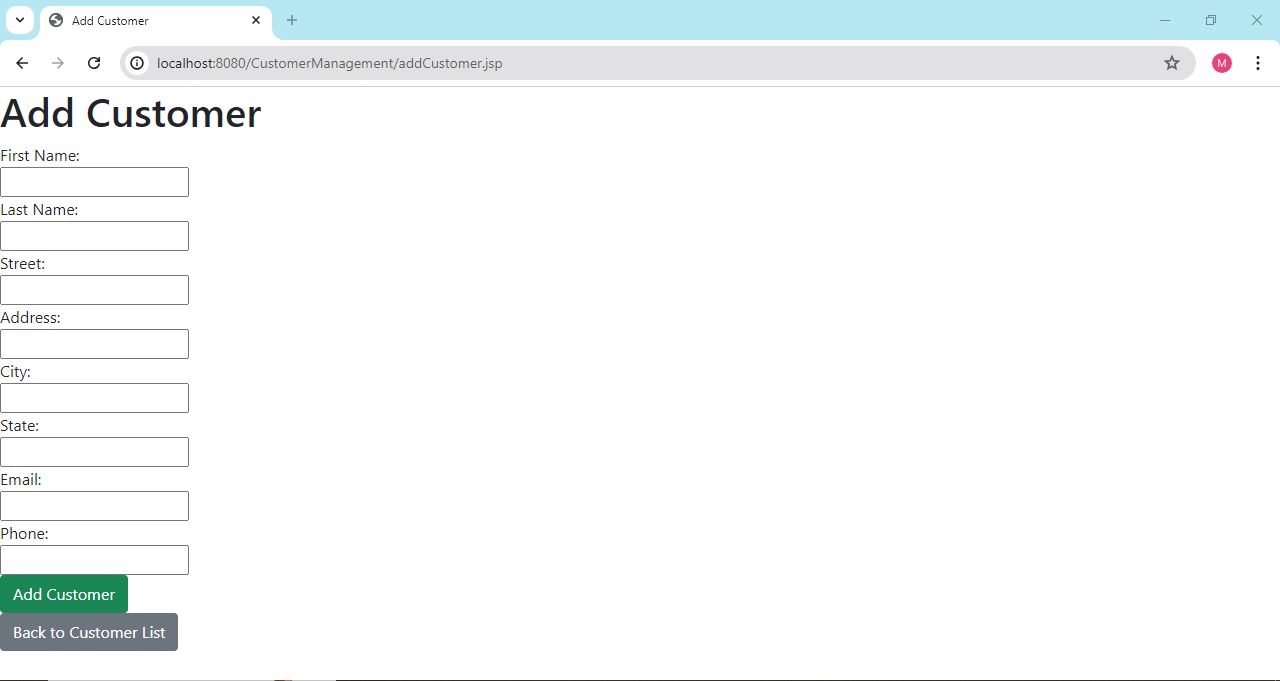 Add Customer
localhost:8080/CustomerManagement/addCustomer.jsp
M
Add Customer
First Name:
Last Name:
Street:
Address:
City:
State:
Email:
Phone:
Add Customer
Back to Customer List